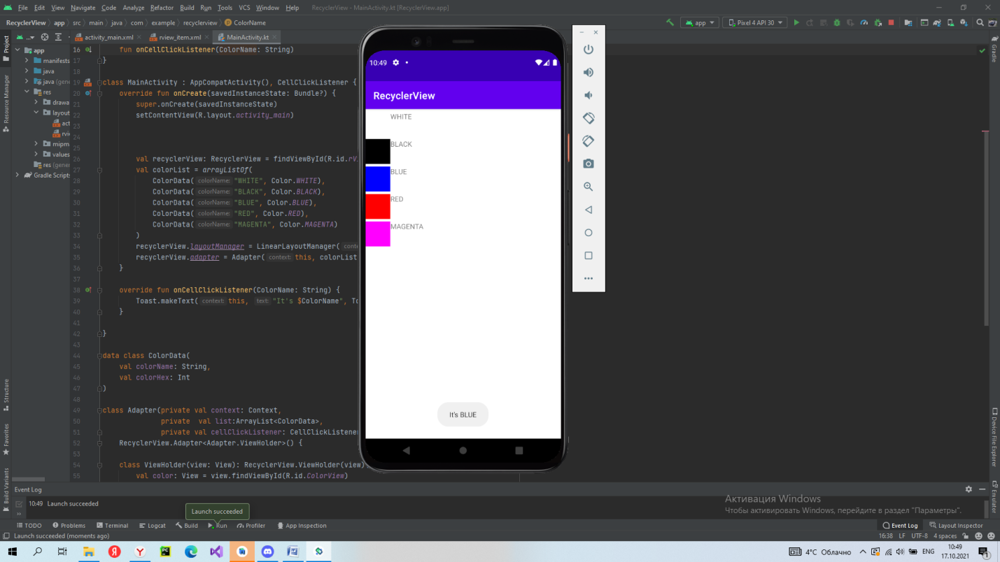 File Edit View Navigate Code Analyze Refactor Build Run Tools VCS Window Help RecyclerView - MainActivity.kt [RecyclerView.app]
RecyclerView app src main java com example recyclerview ColorName
app Pixel 4 API 30
... activity_main.xml rview_item.xml MainActivity.kt
Project
Resource Manager
Structure
Favorites
Build Variants
app
manifests
java
java (gene
res
drawa
layout
act
rvie
mipm
values
res (gene
Gradle Scripts
16 fun onCellClickListener(ColorName: String)
17 }
18
19 class MainActivity : AppCompatActivity(), CellClickListener {
20 override fun onCreate(savedInstanceState: Bundle?) {
21 super.onCreate(savedInstanceState)
22 setContentView(R.layout.activity_main)
23
24
25
26 val recyclerView: RecyclerView = findViewById(R.id.rV
27 val colorList = arrayListOf(
28 ColorData( colorName: "WHITE", Color.WHITE),
29 ColorData( colorName: "BLACK", Color.BLACK),
30 ColorData( colorName: "BLUE", Color.BLUE),
31 ColorData( colorName: "RED", Color.RED),
32 ColorData( colorName: "MAGENTA", Color.MAGENTA)
33 )
34 recyclerView.layoutManager = LinearLayoutManager( conte
35 recyclerView.adapter = Adapter( context: this, colorList
36 }
37
38 override fun onCellClickListener(ColorName: String) {
39 Toast.makeText( context: this, text: "It's $ColorName", To
40 }
41
42 }
43
44 data class ColorData(
45 val colorName: String,
46 val colorHex: Int
47 )
48
49 class Adapter(private val context: Context,
50 private val list:ArrayList<ColorData>,
51 private val cellClickListener: CellClickListener
52 RecyclerView.Adapter<Adapter.ViewHolder>() {
53
54 class ViewHolder(view: View): RecyclerView.ViewHolder(view)
55 val color: View = view.findViewById(R.id.ColorView)
10:49
RecyclerView
WHITE
BLACK
BLUE
RED
MAGENTA
It's BLUE
Gradle
Device File Explorer
Emulator
Event Log
10:49 Launch succeeded
Launch succeeded
Активация Windows
Чтобы активировать Windows, перейдите в раздел "Параметры".
TODO Problems Terminal Logcat Build Run Profiler App Inspection Event Log Layout Inspector
Launch succeeded (moments ago) 16:38 LF UTF-8 4 spaces
4°C Облачно ENG 10:49
17.10.2021